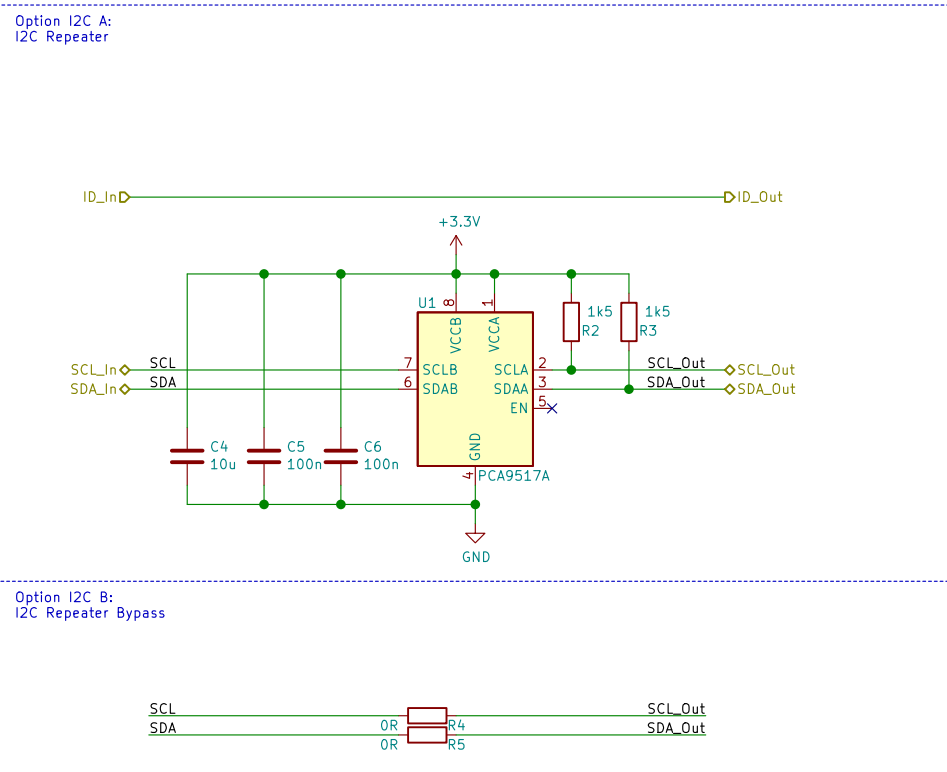 Option I2C A:
I2C Repeater
ID_In
ID_Out
+3.3V
U1
8
1
1k5
R2
1k5
R3
VCCB
VCCA
SCL_In
SCL
7
SCLB
SCLA
2
SCL_Out
SCL_Out
SDA_In
SDA
6
SDAB
SDAA
3
SDA_Out
SDA_Out
EN
5
C4
10u
C5
100n
C6
100n
GND
4
PCA9517A
GND
Option I2C B:
I2C Repeater Bypass
SCL
SCL_Out
0R
R4
SDA
SDA_Out
0R
R5